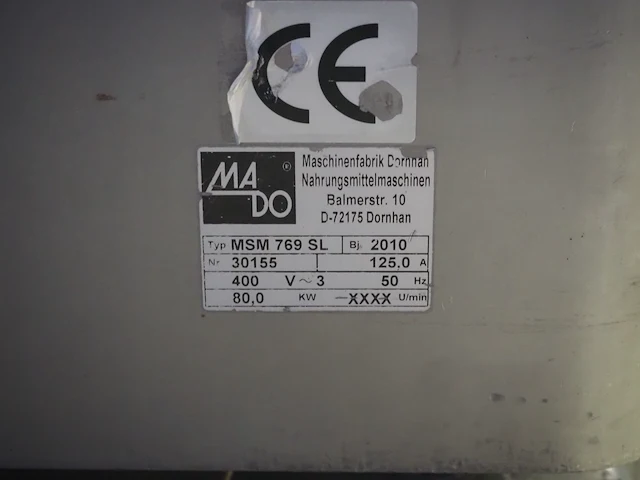 CE
MA DO ®
Maschinenfabrik Dornhan
Nahrungsmittelmaschinen
Balmerstr. 10
D-72175 Dornhan
Typ MSM 769 SL Bj. 2010
Nr 30155 125,0 A
400 V ~ 3 50 Hz
80,0 KW -XXXX U/min